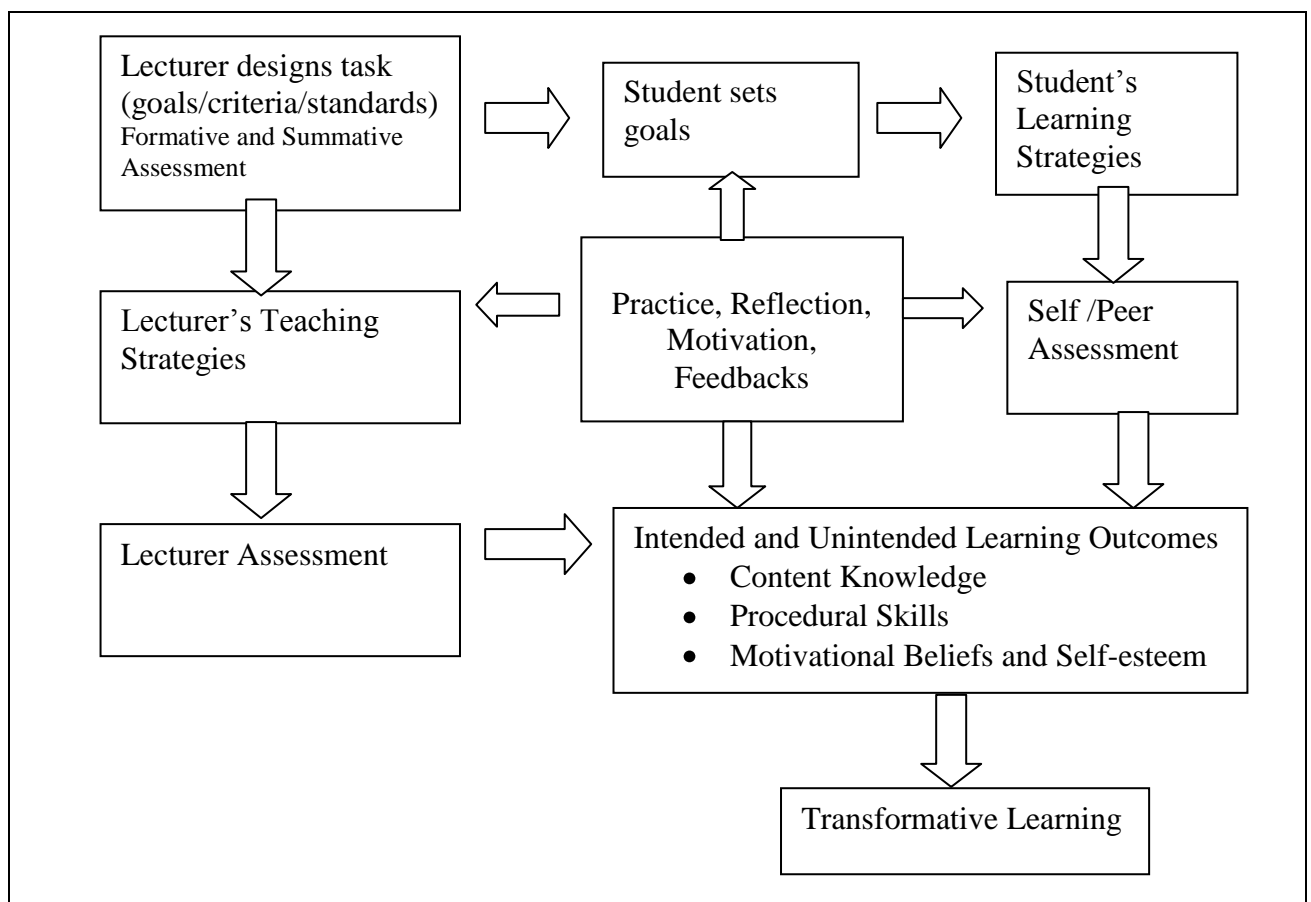 Lecturer designs task
(goals/criteria/standards)
Formative and Summative
Assessment
Student sets
goals
Student’s
Learning
Strategies
Lecturer’s Teaching
Strategies
Practice, Reflection,
Motivation,
Feedbacks
Self /Peer
Assessment
Lecturer Assessment
Intended and Unintended Learning Outcomes
• Content Knowledge
• Procedural Skills
• Motivational Beliefs and Self-esteem
Transformative Learning